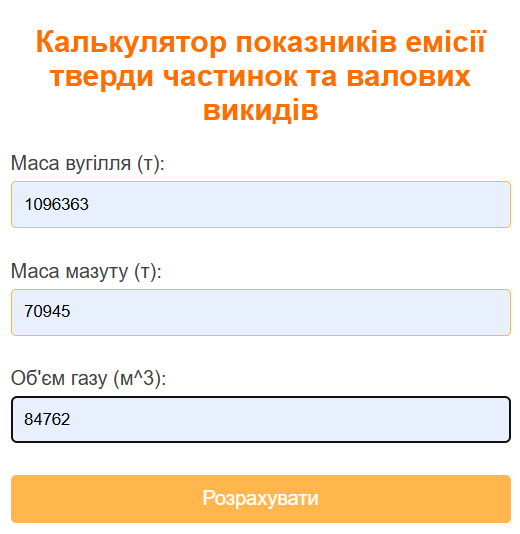 Калькулятор показників емісії
тверди частинок та валових
викидів
Маса вугілля (т):
1096363
Маса мазуту (т):
70945
Об'єм газу (м^3):
84762
Розрахувати